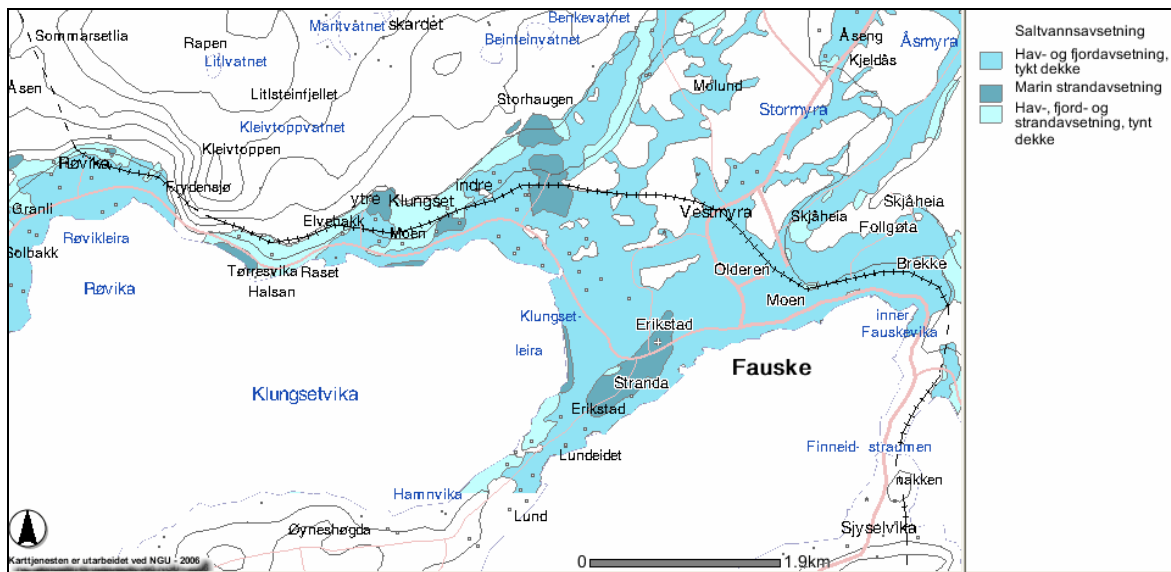 Sommarsetlia
Rapen
Litlvatnet
Maritvatnet
skardet
Benkevatnet
Beinteinvatnet
Åseng
Kjeldås
Åsmyra
Åsen
Litlsteinfjellet
Storhaugen
Molund
Stormyra
Kleivtoppvatnet
Kleivtoppen
Røvika
Frydensjø
ytre
Klungset
indre
Granli
Elvebakk
Moen
Vestmyra
Skjåheia
Skjåheia
Follgøta
Solbakk
Røvikleira
Tørresvika
Raset
Halsan
Olderen
Brekke
Moen
Røvika
Klungset-
leira
Erikstad
inner
Fauskevika
Fauske
Klungsetvika
Stranda
Erikstad
Lundeidet
Finneid-
straumen
Hamnvika
nakken
Øyneshøgda
Lund
Sjyselvika
Karttjenesten er utarbeidet ved NGU - 2006
0
1.9km
Saltvannsavsetning
Hav- og fjordavsetning,
tykt dekke
Marin strandavsetning
Hav-, fjord- og
strandavsetning, tynt
dekke